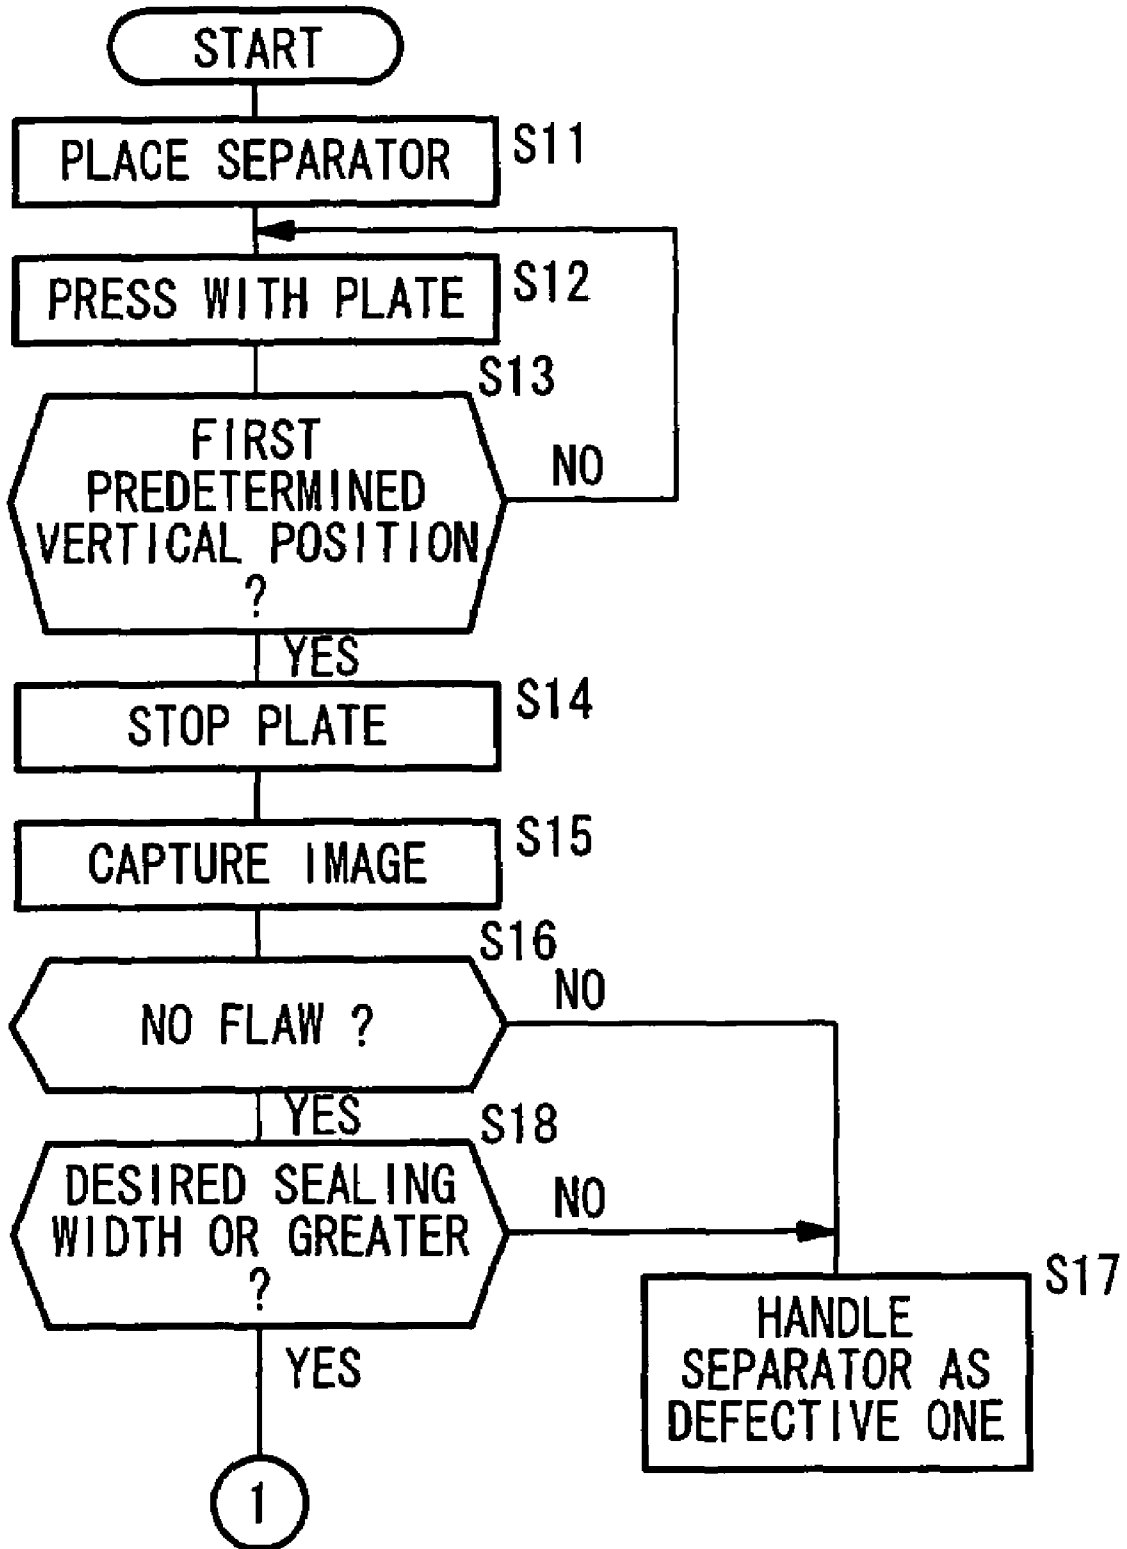 START
PLACE SEPARATOR
S11
PRESS WITH PLATE
S12
S13
FIRST
PREDETERMINED
VERTICAL POSITION
?
NO
YES
STOP PLATE
S14
CAPTURE IMAGE
S15
S16
NO FLAW ?
NO
YES
S18
DESIRED SEALING
WIDTH OR GREATER
?
NO
YES
S17
HANDLE
SEPARATOR AS
DEFECTIVE ONE
1